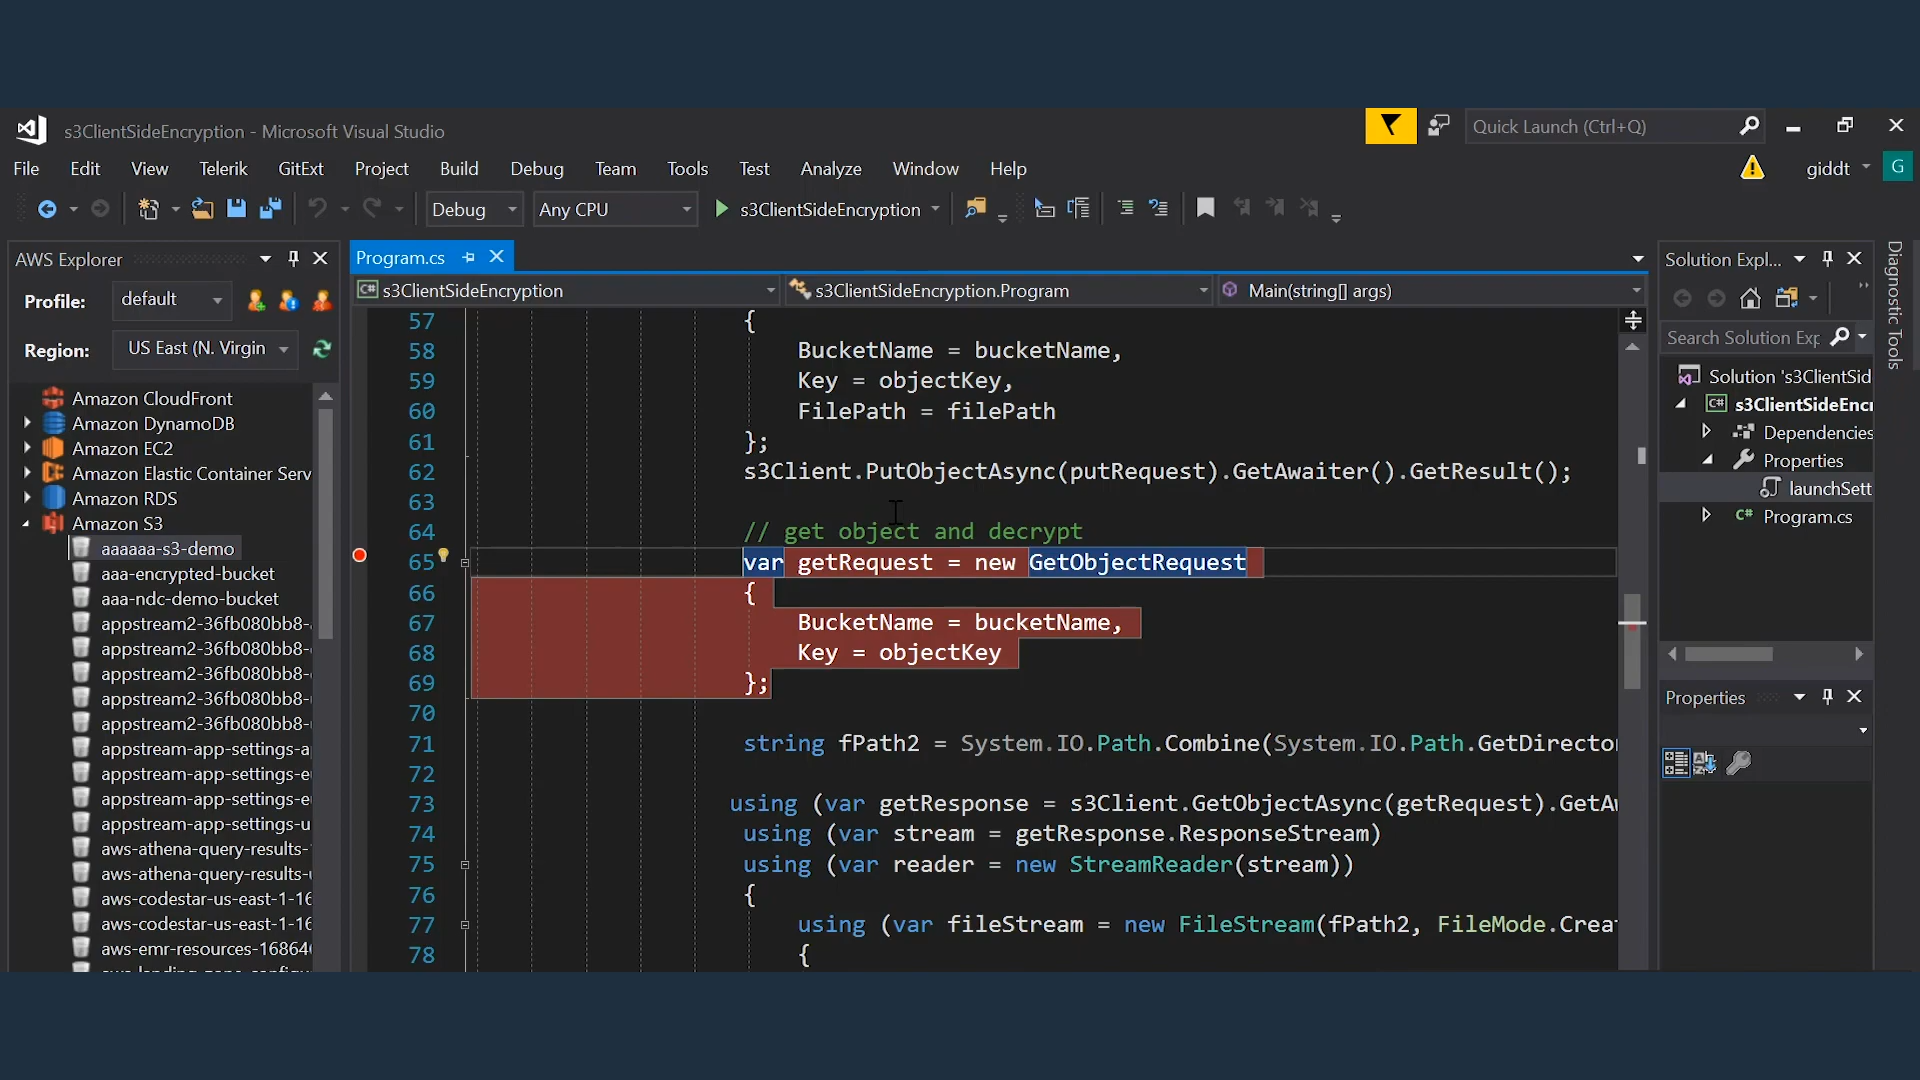 s3ClientSideEncryption - Microsoft Visual Studio
Quick Launch (Ctrl+Q)
File Edit View Telerik GitExt Project Build Debug Team Tools Test Analyze Window Help
giddt G
Debug Any CPU s3ClientSideEncryption
AWS Explorer
Profile: default
Region: US East (N. Virgin
Amazon CloudFront
Amazon DynamoDB
Amazon EC2
Amazon Elastic Container Serv
Amazon RDS
Amazon S3
aaaaaa-s3-demo
aaa-encrypted-bucket
aaa-ndc-demo-bucket
appstream2-36fb080bb8-
appstream2-36fb080bb8-
appstream2-36fb080bb8-
appstream2-36fb080bb8-
appstream2-36fb080bb8-
appstream-app-settings-a
appstream-app-settings-e
appstream-app-settings-e
appstream-app-settings-u
aws-athena-query-results-
aws-athena-query-results-
aws-codestar-us-east-1-16
aws-codestar-us-east-1-16
aws-emr-resources-16864
Program.cs
s3ClientSideEncryption s3ClientSideEncryption.Program Main(string[] args)
57 {
58 BucketName = bucketName,
59 Key = objectKey,
60 FilePath = filePath
61 };
62 s3Client.PutObjectAsync(putRequest).GetAwaiter().GetResult();
63
64 // get object and decrypt
65 var getRequest = new GetObjectRequest
66 {
67 BucketName = bucketName,
68 Key = objectKey
69 };
70
71 string fPath2 = System.IO.Path.Combine(System.IO.Path.GetDirecto
72
73 using (var getResponse = s3Client.GetObjectAsync(getRequest).GetA
74 using (var stream = getResponse.ResponseStream)
75 using (var reader = new StreamReader(stream))
76 {
77 using (var fileStream = new FileStream(fPath2, FileMode.Crea
78 {
Solution Expl...
Search Solution Exp
Solution 's3ClientSid
C# s3ClientSideEncr
Dependencies
Properties
launchSett
C# Program.cs
Properties
Diagnostic Tools